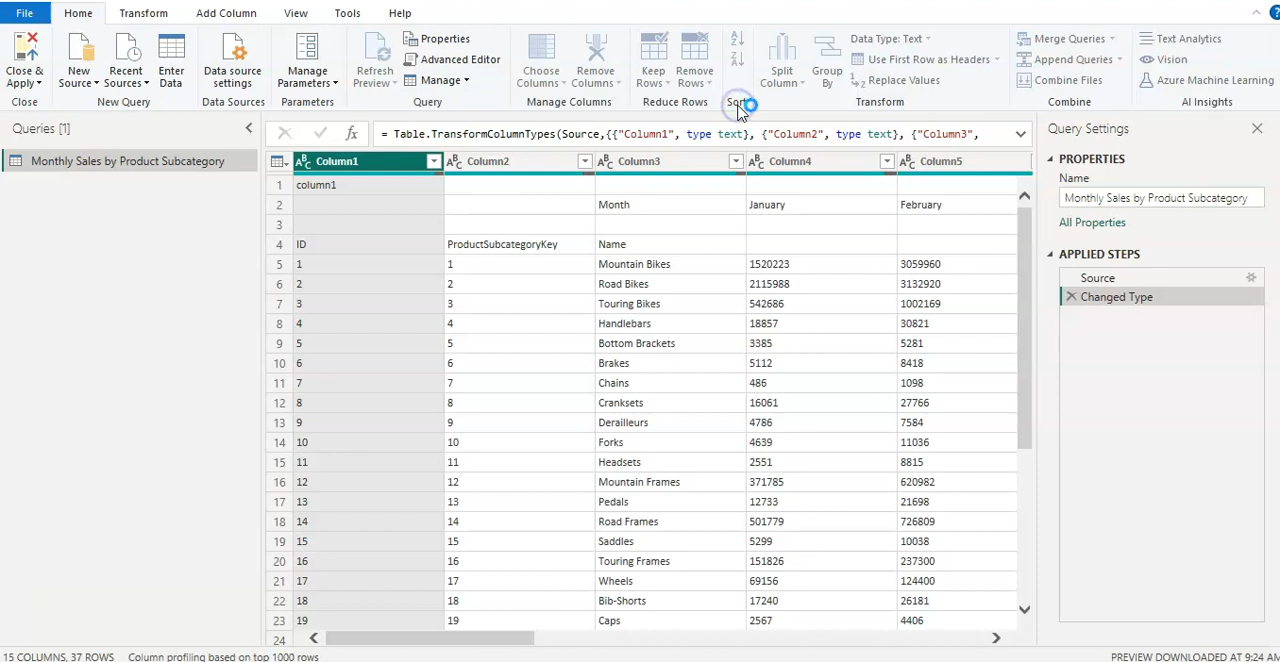 File Home Transform Add Column View Tools Help
Close & Apply
Close
New Source
Recent Sources
Enter Data
New Query
Data source settings
Data Sources
Manage Parameters
Parameters
Refresh Preview
Properties
Advanced Editor
Manage
Query
Choose Columns
Remove Columns
Manage Columns
Keep Rows
Remove Rows
Reduce Rows
Sort
Split Column
Group By
Data Type: Text
Use First Row as Headers
Replace Values
Transform
Merge Queries
Append Queries
Combine Files
Combine
Text Analytics
Vision
Azure Machine Learning
AI Insights
Queries [1]
Monthly Sales by Product Subcategory
fx = Table.TransformColumnTypes(Source,{{"Column1", type text}, {"Column2", type text}, {"Column3",
Column1 Column2 Column3 Column4 Column5
1 column1
2 Month January February
3
4 ID ProductSubcategoryKey Name
5 1 1 Mountain Bikes 1520223 3059960
6 2 2 Road Bikes 2115988 3132920
7 3 3 Touring Bikes 542686 1002169
8 4 4 Handlebars 18857 30821
9 5 5 Bottom Brackets 3385 5281
10 6 6 Brakes 5112 8418
11 7 7 Chains 486 1098
12 8 8 Cranksets 16061 27766
13 9 9 Derailleurs 4786 7584
14 10 10 Forks 4639 11036
15 11 11 Headsets 2551 8815
16 12 12 Mountain Frames 371785 620982
17 13 13 Pedals 12733 21698
18 14 14 Road Frames 501779 726809
19 15 15 Saddles 5299 10038
20 16 16 Touring Frames 151826 237300
21 17 17 Wheels 69156 124400
22 18 18 Bib-Shorts 17240 26181
23 19 19 Caps 2567 4406
24
Query Settings
PROPERTIES
Name
Monthly Sales by Product Subcategory
All Properties
APPLIED STEPS
Source
Changed Type
15 COLUMNS, 37 ROWS Column profiling based on top 1000 rows
PREVIEW DOWNLOADED AT 9:24 AM